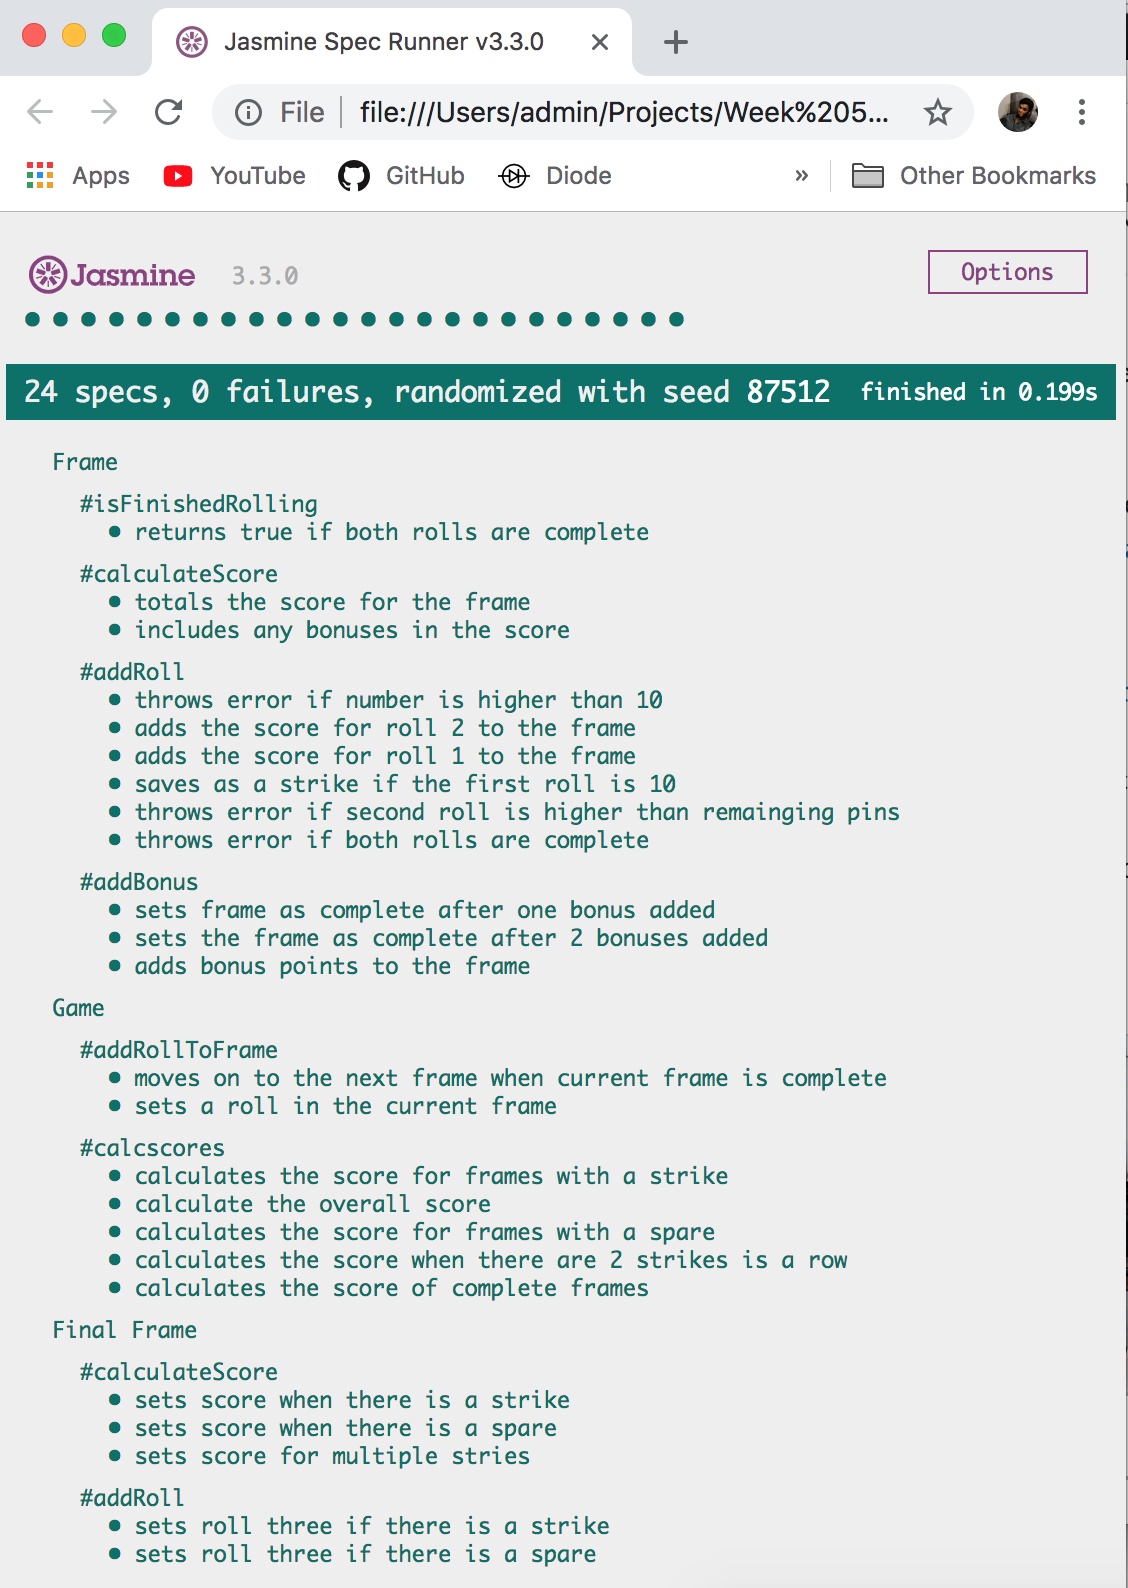 Jasmine Spec Runner v3.3.0
File file:///Users/admin/Projects/Week%205...
Apps YouTube GitHub Diode » Other Bookmarks
Jasmine 3.3.0 Options
24 specs, 0 failures, randomized with seed 87512 finished in 0.199s
Frame
#isFinishedRolling
• returns true if both rolls are complete
#calculateScore
• totals the score for the frame
• includes any bonuses in the score
#addRoll
• throws error if number is higher than 10
• adds the score for roll 2 to the frame
• adds the score for roll 1 to the frame
• saves as a strike if the first roll is 10
• throws error if second roll is higher than remainging pins
• throws error if both rolls are complete
#addBonus
• sets frame as complete after one bonus added
• sets the frame as complete after 2 bonuses added
• adds bonus points to the frame
Game
#addRollToFrame
• moves on to the next frame when current frame is complete
• sets a roll in the current frame
#calcscores
• calculates the score for frames with a strike
• calculate the overall score
• calculates the score for frames with a spare
• calculates the score when there are 2 strikes is a row
• calculates the score of complete frames
Final Frame
#calculateScore
• sets score when there is a strike
• sets score when there is a spare
• sets score for multiple stries
#addRoll
• sets roll three if there is a strike
• sets roll three if there is a spare